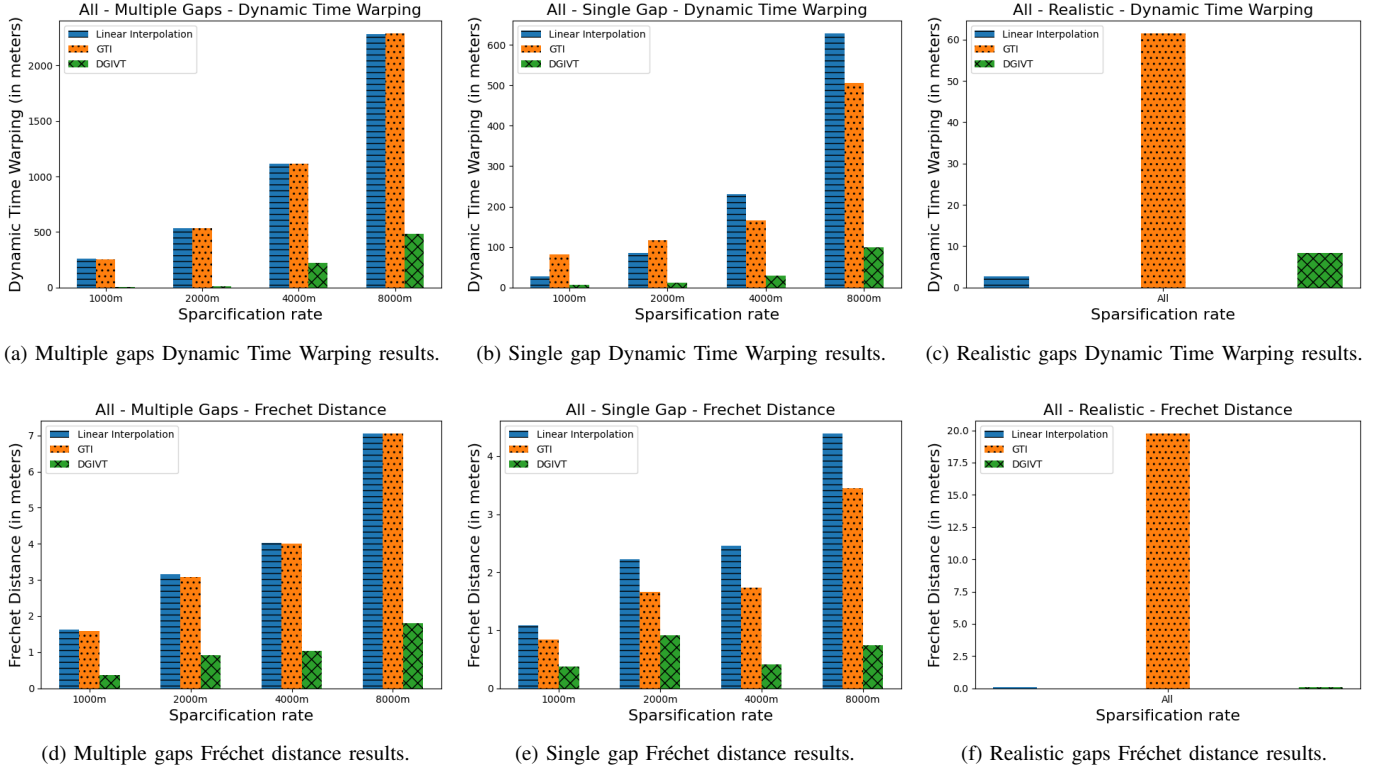 All - Multiple Gaps - Dynamic Time Warping
Dynamic Time Warping (in meters)
Linear Interpolation
GTI
DGIVT
2000
1500
1000
500
0
1000m
2000m
4000m
8000m
Sparcification rate
(a) Multiple gaps Dynamic Time Warping results.
All - Single Gap - Dynamic Time Warping
Dynamic Time Warping (in meters)
Linear Interpolation
GTI
DGIVT
600
500
400
300
200
100
0
1000m
2000m
4000m
8000m
Sparsification rate
(b) Single gap Dynamic Time Warping results.
All - Realistic - Dynamic Time Warping
Dynamic Time Warping (in meters)
Linear Interpolation
GTI
DGIVT
60
50
40
30
20
10
0
All
Sparsification rate
(c) Realistic gaps Dynamic Time Warping results.
All - Multiple Gaps - Frechet Distance
Frechet Distance (in meters)
Linear Interpolation
GTI
DGIVT
7
6
5
4
3
2
1
0
1000m
2000m
4000m
8000m
Sparcification rate
(d) Multiple gaps Fréchet distance results.
All - Single Gap - Frechet Distance
Frechet Distance (in meters)
Linear Interpolation
GTI
DGIVT
4
3
2
1
0
1000m
2000m
4000m
8000m
Sparsification rate
(e) Single gap Fréchet distance results.
All - Realistic - Frechet Distance
Frechet Distance (in meters)
Linear Interpolation
GTI
DGIVT
20.0
17.5
15.0
12.5
10.0
7.5
5.0
2.5
0.0
All
Sparsification rate
(f) Realistic gaps Fréchet distance results.